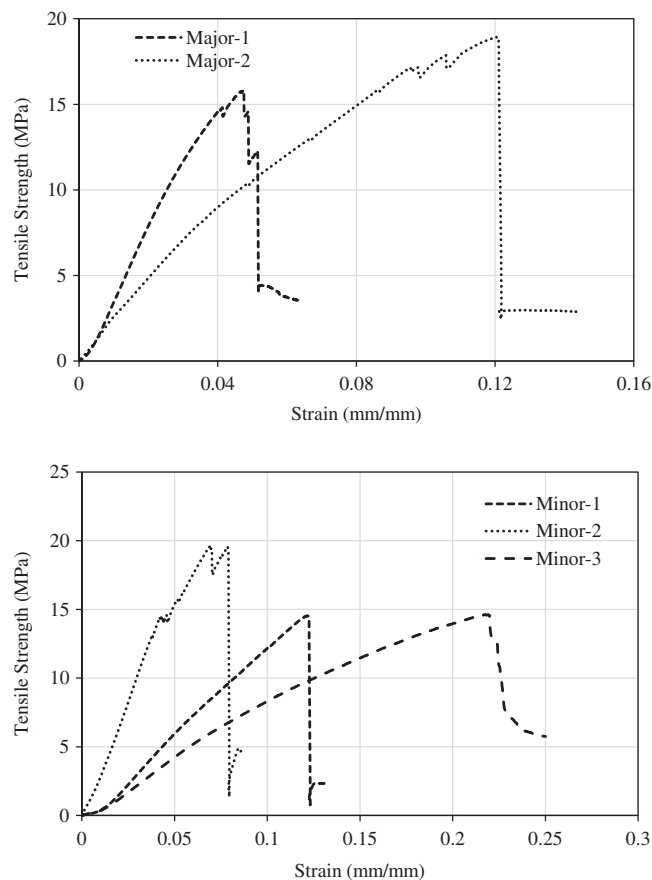 20
15
10
5
0
Tensile Strength (MPa)
Major-1
Major-2
0
0.04
0.08
0.12
0.16
Strain (mm/mm)
25
20
15
10
5
0
Tensile Strength (MPa)
Minor-1
Minor-2
Minor-3
0
0.05
0.1
0.15
0.2
0.25
0.3
Strain (mm/mm)